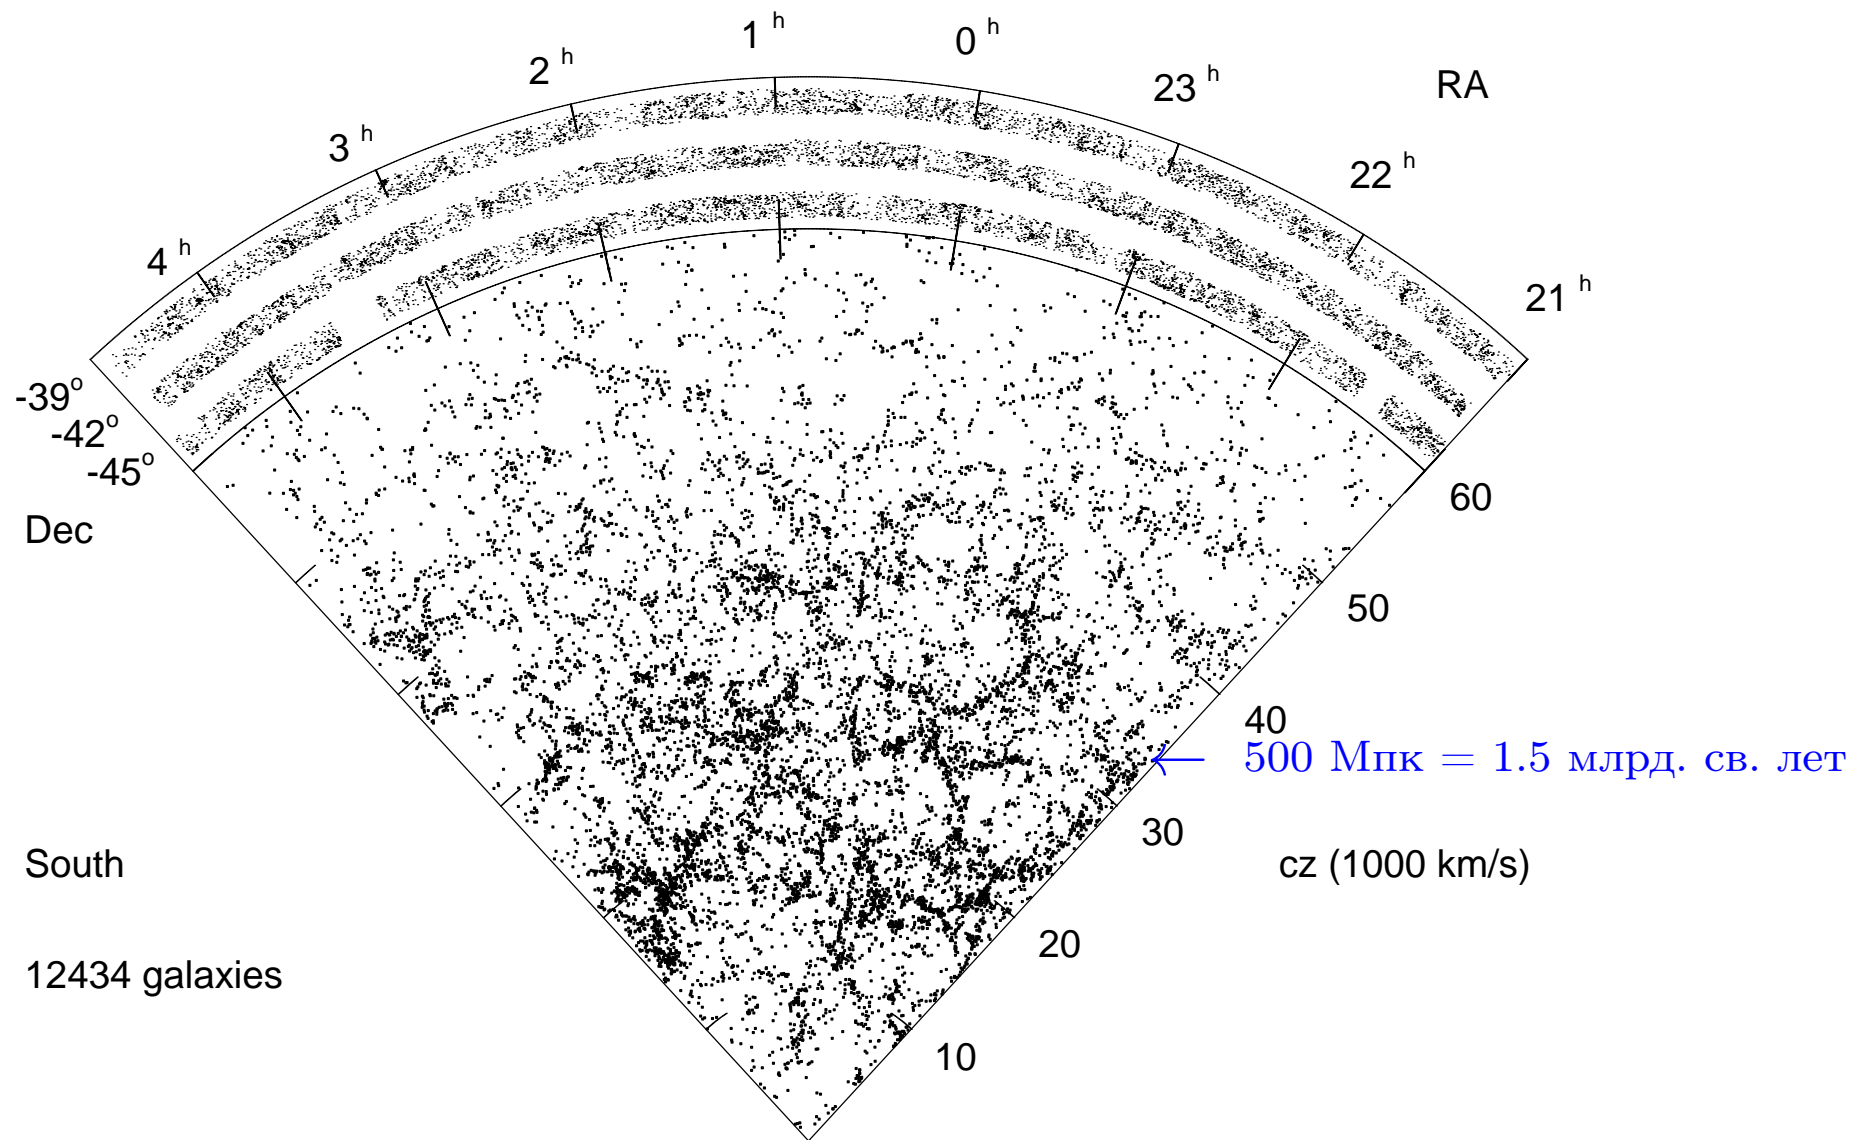 1 h
0 h
2 h
23 h
RA
3 h
22 h
4 h
21 h
-39°
-42°
-45°
60
Dec
50
40
500 Мпк = 1.5 млрд. св. лет
30
South
cz (1000 km/s)
20
12434 galaxies
10